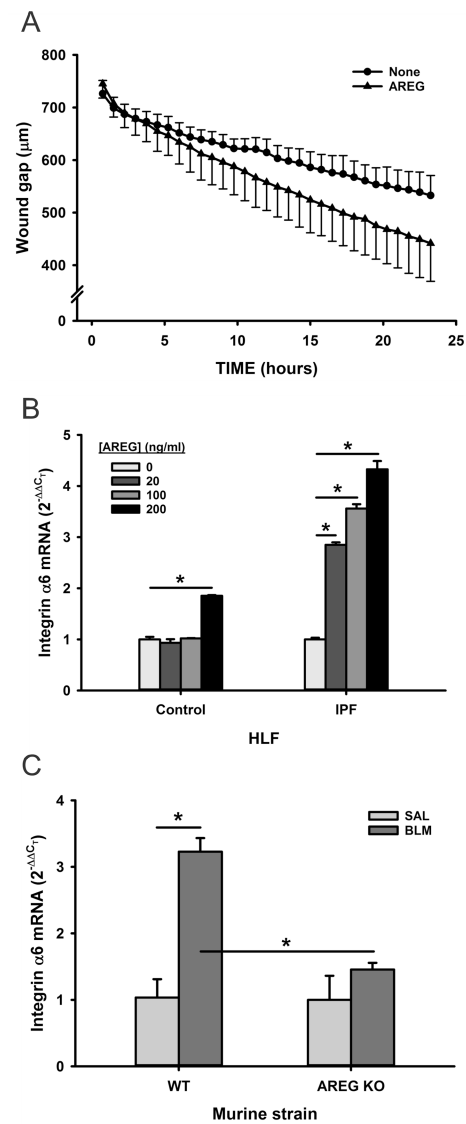 A
800
700
600
500
400
0
Wound gap (μm)
None
AREG
0
5
10
15
20
25
TIME (hours)
B
5
4
3
2
1
0
Integrin α6 mRNA (2-ΔΔCT)
[AREG] (ng/ml)
0
20
100
200
*
*
*
*
Control
IPF
HLF
C
4
3
2
1
0
Integrin α6 mRNA (2-ΔΔCT)
SAL
BLM
*
*
WT
AREG KO
Murine strain